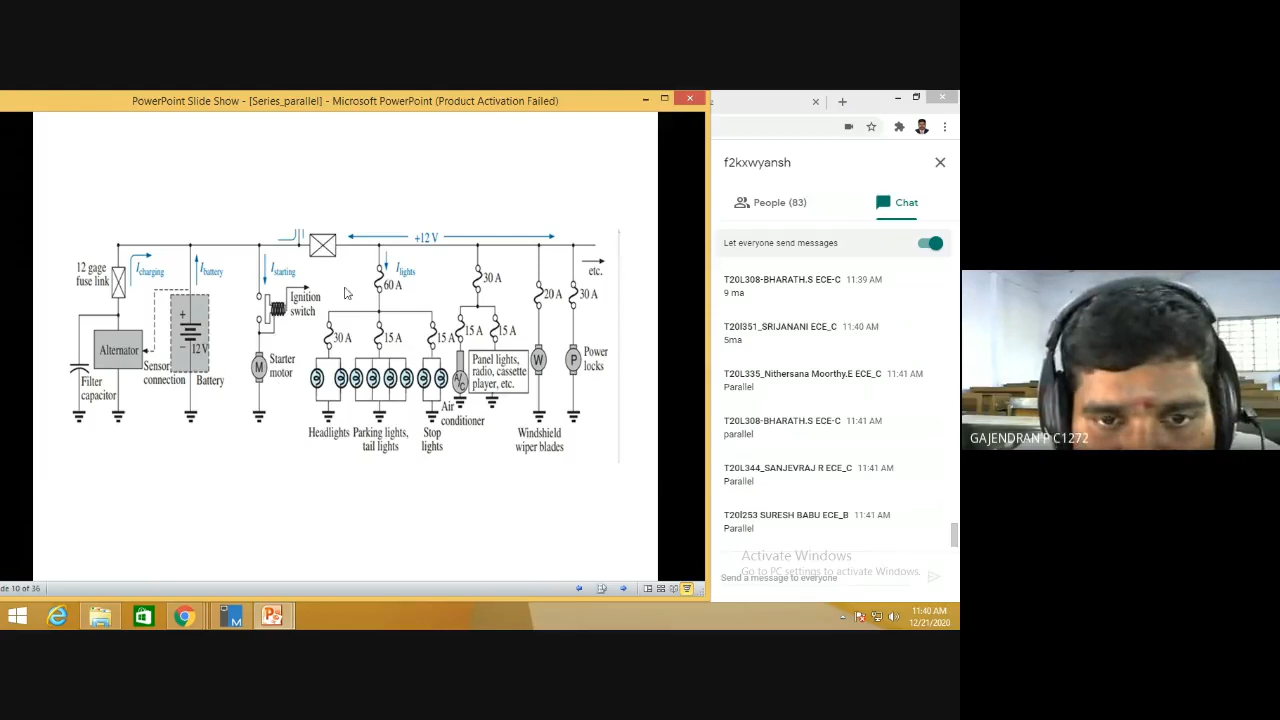 PowerPoint Slide Show - [Series_parallel] - Microsoft PowerPoint (Product Activation Failed)
+12 V
12 gage
fuse link
Icharging
Ibattery
Istarting
Ilights
etc.
Ignition
switch
60 A
30 A
20 A
30 A
30 A
15 A
15 A
15 A
15 A
Alternator
+
−
12 V
Sensor
connection
Battery
Filter
capacitor
M
Starter
motor
A/C
Panel lights,
radio, cassette
player, etc.
W
P
Power
locks
Air
conditioner
Headlights
Parking lights,
tail lights
Stop
lights
Windshield
wiper blades
de 10 of 36
f2kxwyansh
People (83)
Chat
Let everyone send messages
T20L308-BHARATH.S ECE-C 11:39 AM
9 ma
T20l351_SRIJANANI ECE_C 11:40 AM
5ma
T20L335_Nithersana Moorthy.E ECE_C 11:41 AM
Parallel
T20L308-BHARATH.S ECE-C 11:41 AM
parallel
T20L344_SANJEVRAJ R ECE_C 11:41 AM
Parallel
T20l253 SURESH BABU ECE_B 11:41 AM
Parallel
Activate Windows
Go to PC settings to activate Windows.
Send a message to everyone
11:40 AM
12/21/2020
GAJENDRAN P C1272